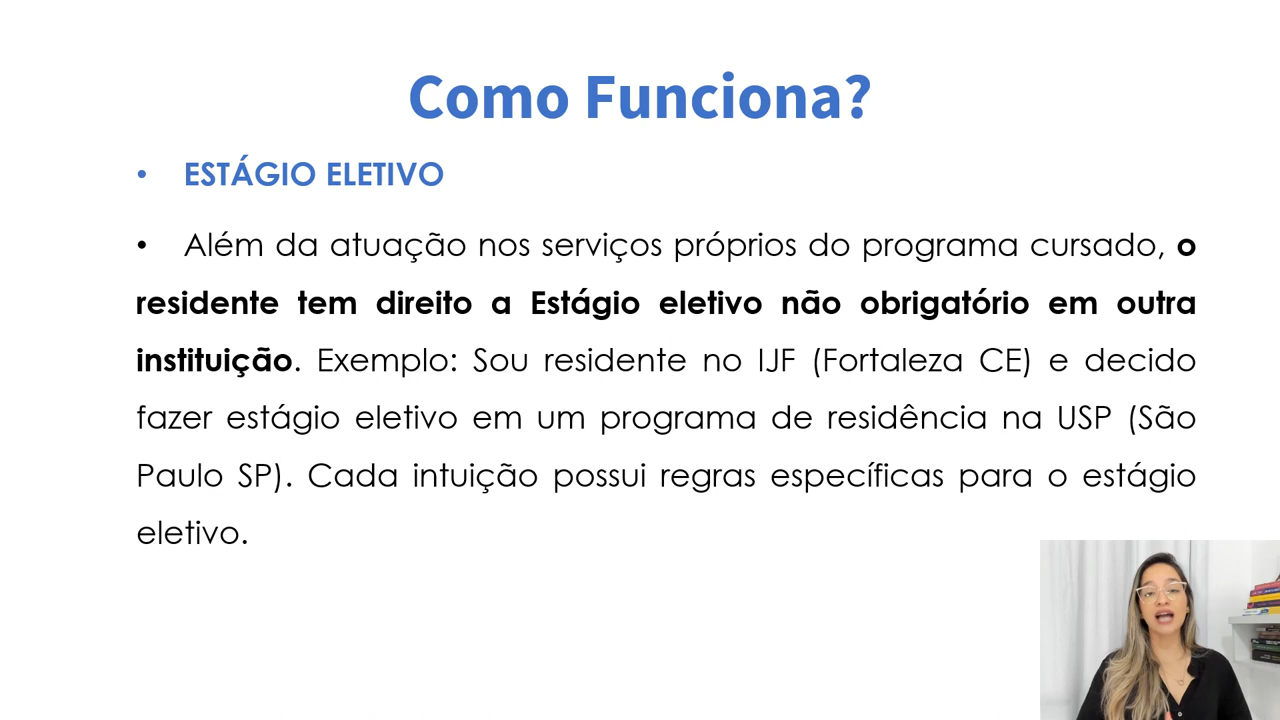 Como Funciona?
• ESTÁGIO ELETIVO
• Além da atuação nos serviços próprios do programa cursado, o
residente tem direito a Estágio eletivo não obrigatório em outra
instituição. Exemplo: Sou residente no IJF (Fortaleza CE) e decido
fazer estágio eletivo em um programa de residência na USP (São
Paulo SP). Cada intuição possui regras específicas para o estágio
eletivo.